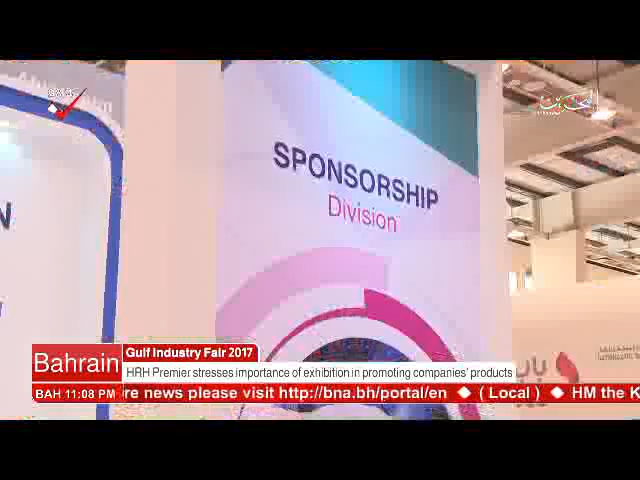 SPONSORSHIP
Division
N
باب
Gulf Industry Fair 2017
Bahrain
HRH Premier stresses importance of exhibition in promoting companies' products
BAH 11:08 PM
re news please visit http://bna.bh/portal/en ◆ ( Local ) ◆ HM the K